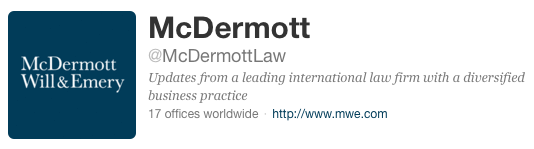 McDermott
Will & Emery
McDermott
@McDermottLaw
Updates from a leading international law firm with a diversified
business practice
17 offices worldwide · http://www.mwe.com